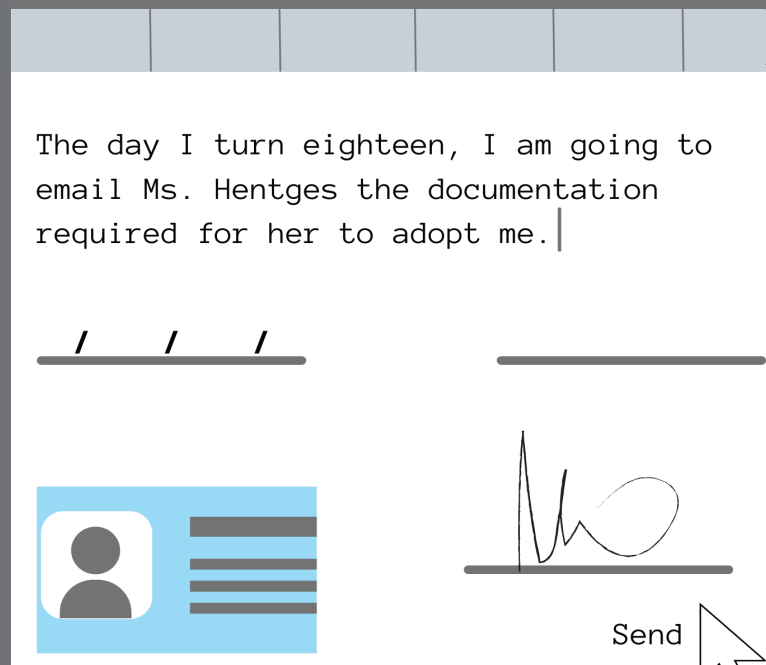 The day I turn eighteen, I am going to
email Ms. Hentges the documentation
required for her to adopt me.
/ / /
Send